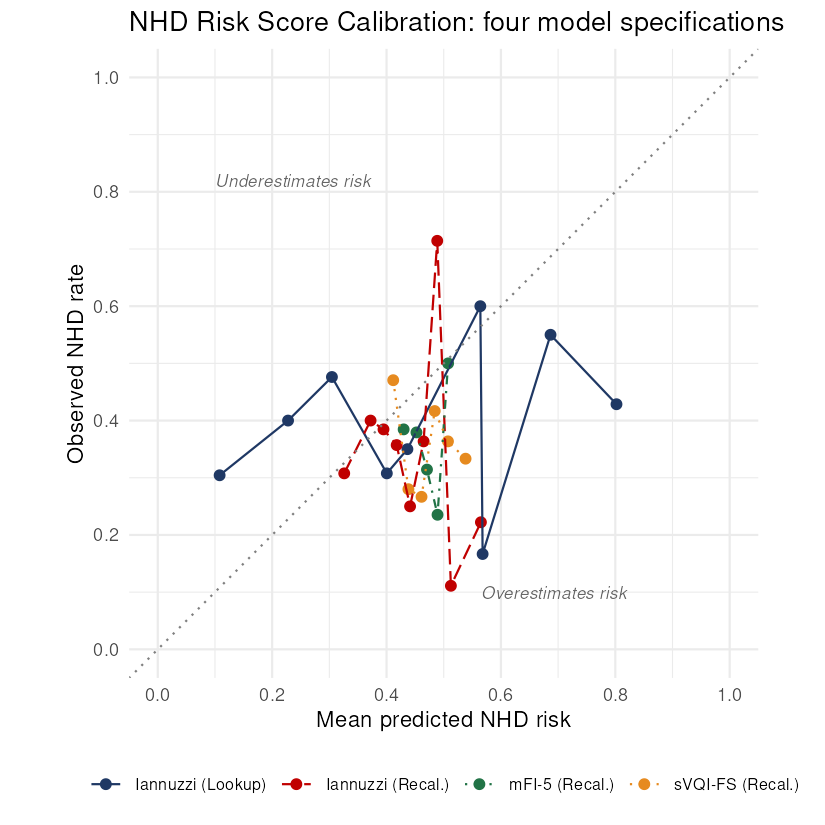 NHD Risk Score Calibration: four model specifications
1.0
Underestimates risk
0.8
0.6
Observed NHD rate
0.4
0.2
Overestimates risk
0.0
0.0 0.2 0.4 0.6 0.8 1.0
Mean predicted NHD risk
Iannuzzi (Lookup) Iannuzzi (Recal.) mFI-5 (Recal.) sVQI-FS (Recal.)